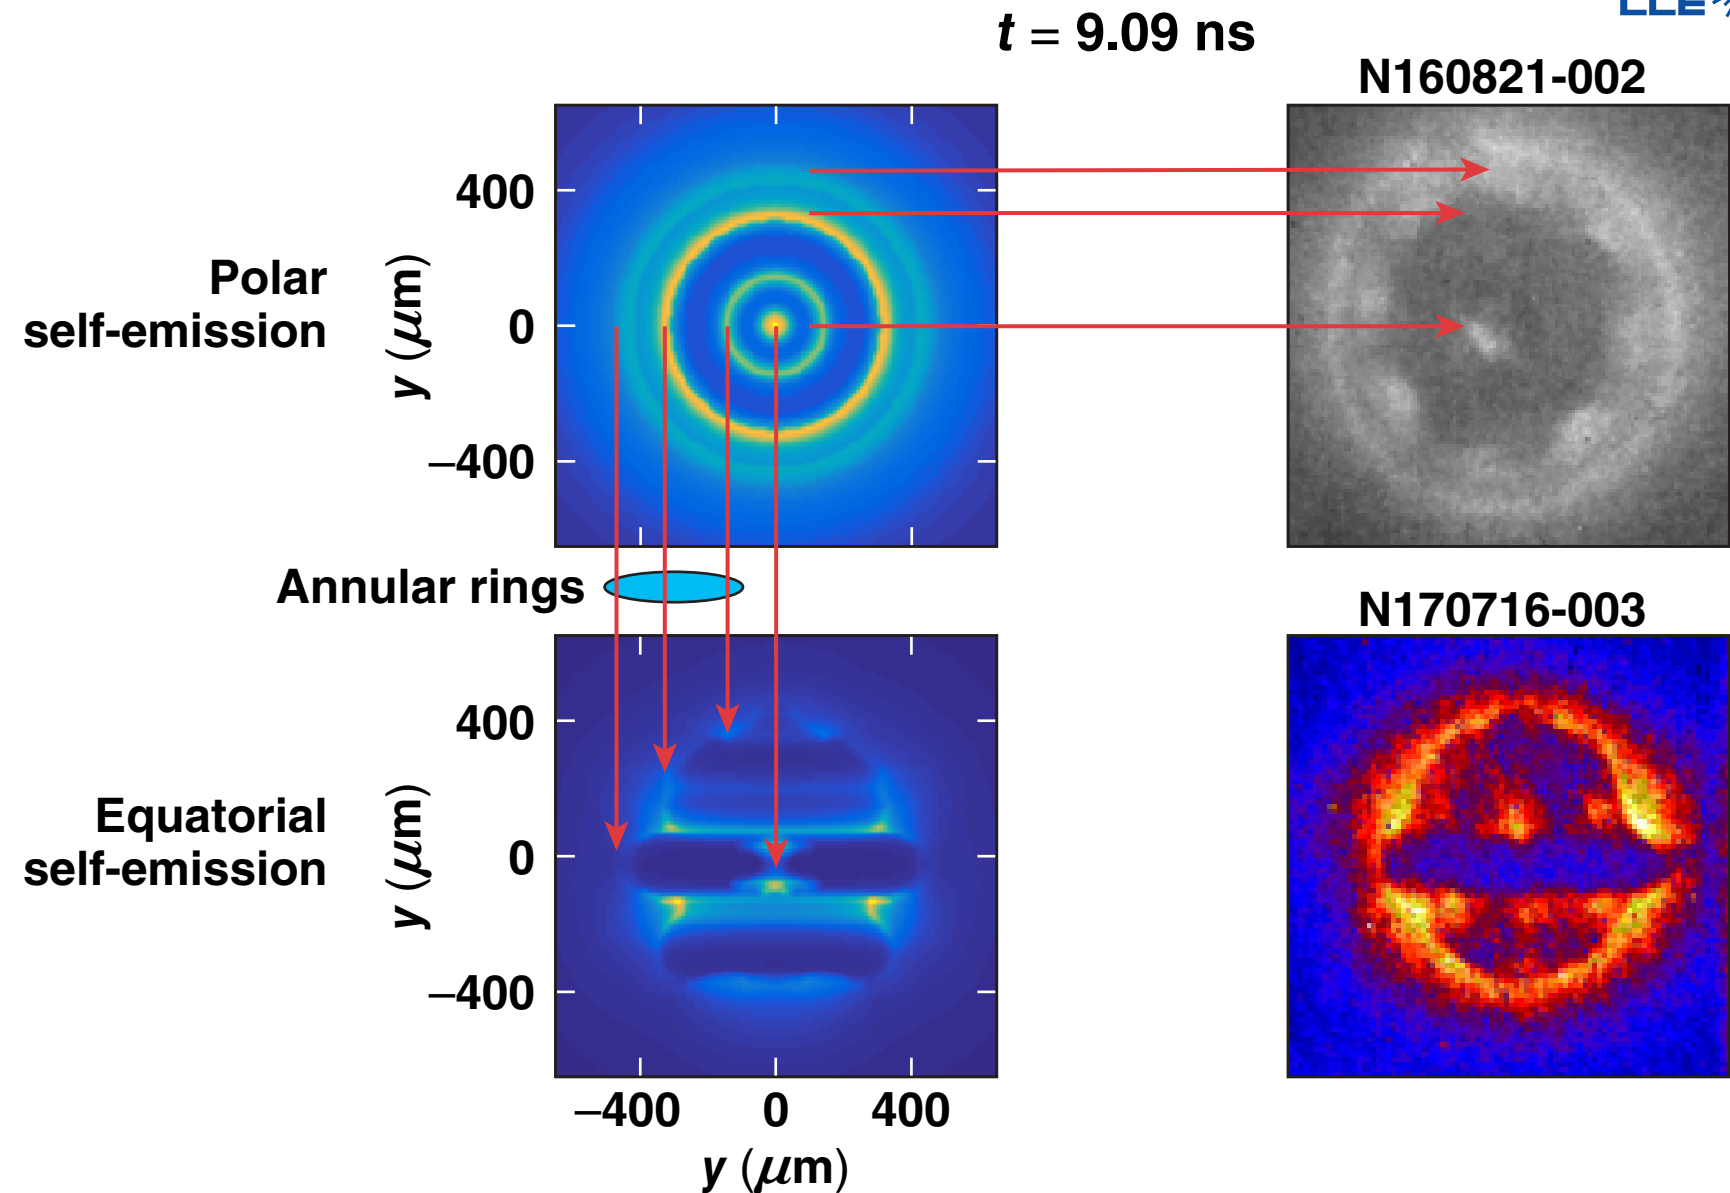 LLE
t = 9.09 ns
N160821-002
400
0
–400
y (μm)
Polar
self-emission
Annular rings
N170716-003
400
0
–400
y (μm)
Equatorial
self-emission
–400 0 400
y (μm)